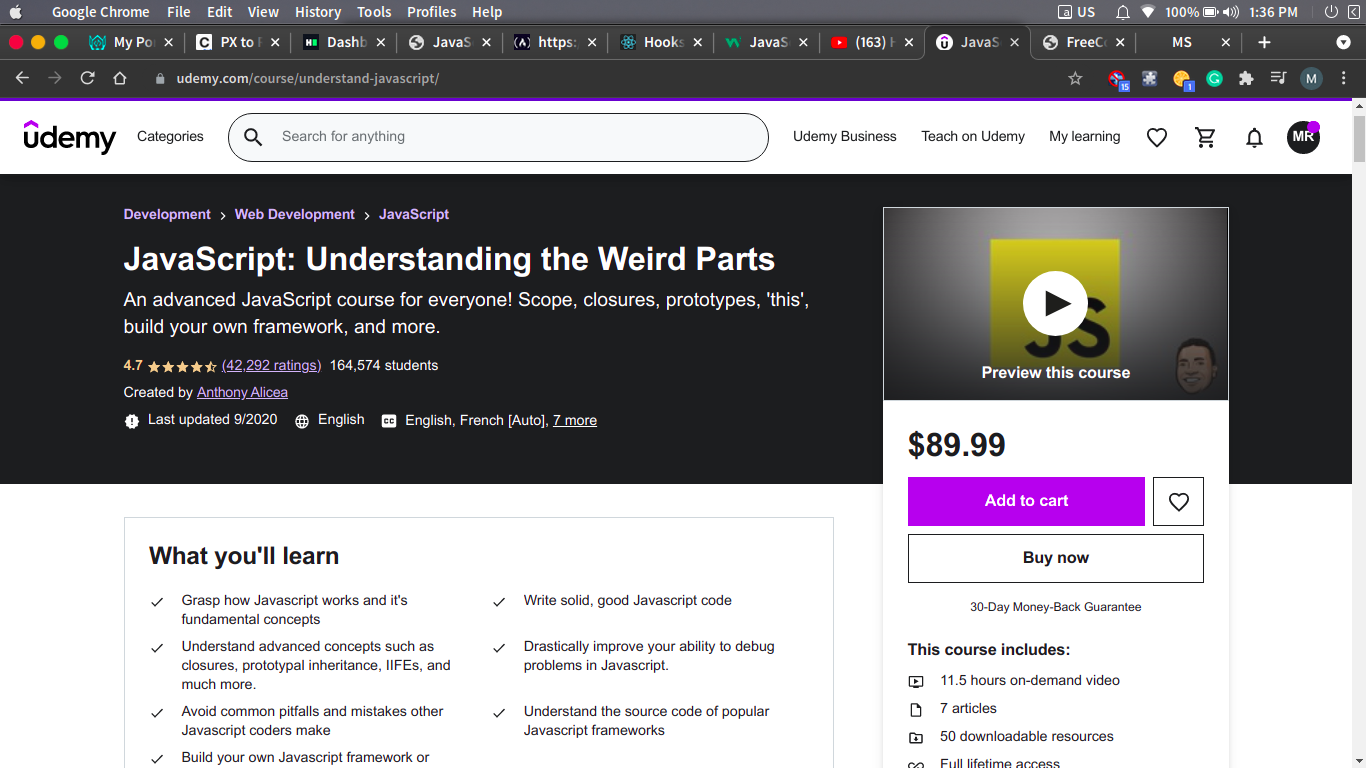 Google Chrome File Edit View History Tools Profiles Help a US 100% 1:36 PM
My Po PX to Dashb JavaS https: Hooks JavaS (163) JavaS FreeC MS
udemy.com/course/understand-javascript/ 15 1 M
ûdemy Categories Search for anything Udemy Business Teach on Udemy My learning MR
Development Web Development JavaScript
JavaScript: Understanding the Weird Parts
An advanced JavaScript course for everyone! Scope, closures, prototypes, 'this',
build your own framework, and more.
4.7 (42,292 ratings) 164,574 students
Created by Anthony Alicea
Last updated 9/2020 English CC English, French [Auto], 7 more
JS
Preview this course
$89.99
Add to cart
Buy now
30-Day Money-Back Guarantee
This course includes:
11.5 hours on-demand video
7 articles
50 downloadable resources
Full lifetime access
What you'll learn
Grasp how Javascript works and it's
fundamental concepts
Write solid, good Javascript code
Understand advanced concepts such as
closures, prototypal inheritance, IIFEs, and
much more.
Drastically improve your ability to debug
problems in Javascript.
Avoid common pitfalls and mistakes other
Javascript coders make
Understand the source code of popular
Javascript frameworks
Build your own Javascript framework or